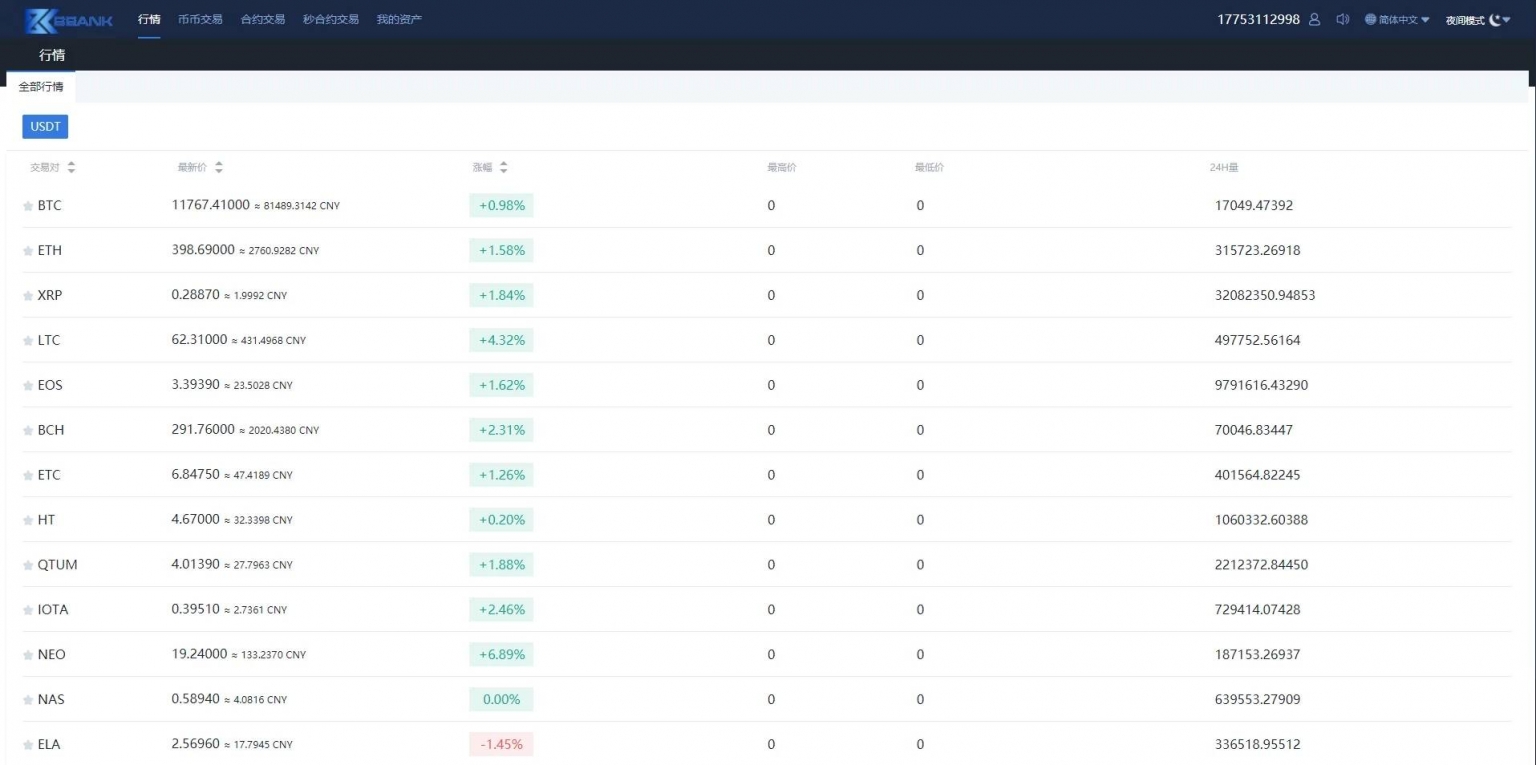 BBANK 行情 币币交易 合约交易 秒合约交易 我的资产 17753112998 简体中文 夜间模式
行情
全部行情
USDT
交易对 最新价 涨幅 最高价 最低价 24H量
BTC 11767.41000 ≈ 81489.3142 CNY +0.98% 0 0 17049.47392
ETH 398.69000 ≈ 2760.9282 CNY +1.58% 0 0 315723.26918
XRP 0.28870 ≈ 1.9992 CNY +1.84% 0 0 32082350.94853
LTC 62.31000 ≈ 431.4968 CNY +4.32% 0 0 497752.56164
EOS 3.39390 ≈ 23.5028 CNY +1.62% 0 0 9791616.43290
BCH 291.76000 ≈ 2020.4380 CNY +2.31% 0 0 70046.83447
ETC 6.84750 ≈ 47.4189 CNY +1.26% 0 0 401564.82245
HT 4.67000 ≈ 32.3398 CNY +0.20% 0 0 1060332.60388
QTUM 4.01390 ≈ 27.7963 CNY +1.88% 0 0 2212372.84450
IOTA 0.39510 ≈ 2.7361 CNY +2.46% 0 0 729414.07428
NEO 19.24000 ≈ 133.2370 CNY +6.89% 0 0 187153.26937
NAS 0.58940 ≈ 4.0816 CNY 0.00% 0 0 639553.27909
ELA 2.56960 ≈ 17.7945 CNY -1.45% 0 0 336518.95512